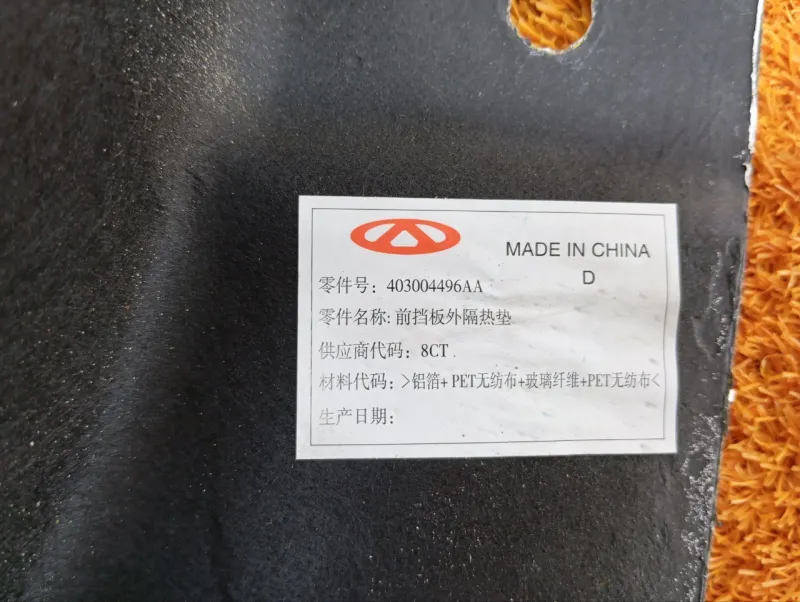 MADE IN CHINA
D
零件号：403004496AA
零件名称: 前挡板外隔热垫
供应商代码：8CT
材料代码：>铝箔+ PET无纺布+玻璃纤维+PET无纺布<
生产日期：